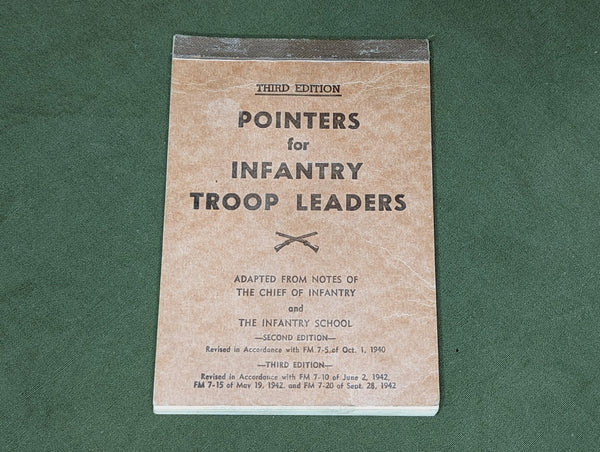 THIRD EDITION
POINTERS
for
INFANTRY
TROOP LEADERS
ADAPTED FROM NOTES OF
THE CHIEF OF INFANTRY
and
THE INFANTRY SCHOOL
—SECOND EDITION—
Revised in Accordance with FM 7-5 of Oct. 1, 1940
—THIRD EDITION—
Revised in Accordance with FM 7-10 of June 2, 1942,
FM 7-15 of May 19, 1942, and FM 7-20 of Sept. 28, 1942